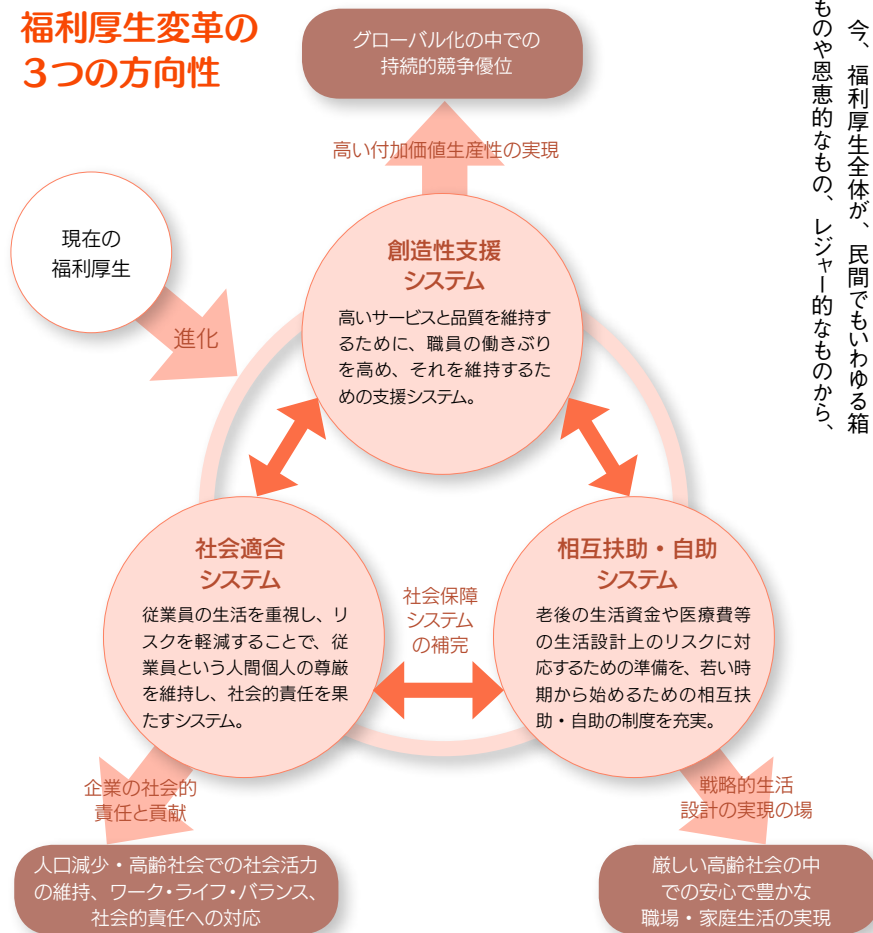 福利厚生変革の
3つの方向性
グローバル化の中での
持続的競争優位
高い付加価値生産性の実現
現在の
福利厚生
進化
創造性支援
システム
高いサービスと品質を維持す
るために、職員の働きぶり
を高め、それを維持するた
めの支援システム。
社会適合
システム
従業員の生活を重視し、リ
スクを軽減することで、従
業員という人間個人の尊厳
を維持し、社会的責任を果
たすシステム。
社会保障
システム
の補完
相互扶助・自助
システム
老後の生活資金や医療費等
の生活設計上のリスクに対
応するための準備を、若い時
期から始めるための相互扶
助・自助の制度を充実。
企業の社会的
責任と貢献
人口減少・高齢社会での社会活力
の維持、ワーク・ライフ・バランス、
社会的責任への対応
戦略的生活
設計の実現の場
厳しい高齢社会の中
での安心で豊かな
職場・家庭生活の実現
今、福利厚生全体が、民間でもいわゆる箱
ものや恩恵的なもの、レジャー的なものから、